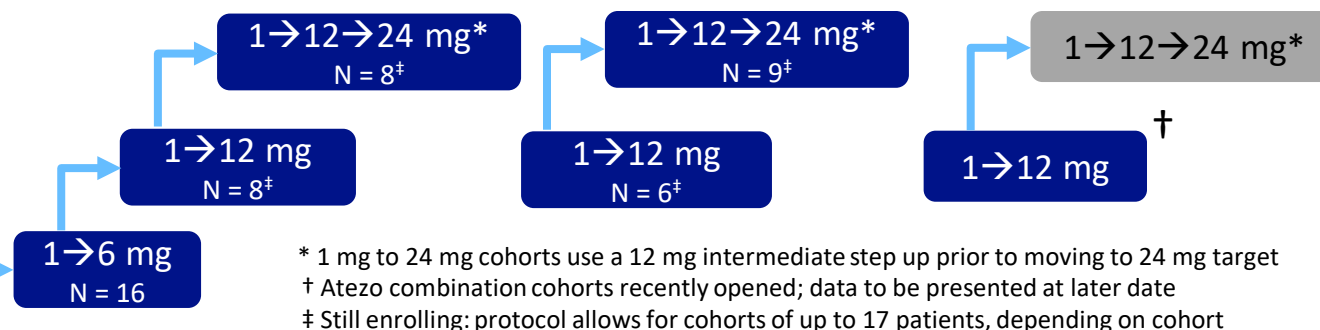 1→12→24 mg*
N = 8‡
1→12→24 mg*
N = 9‡
1→12→24 mg*
1→12 mg
N = 8‡
1→12 mg
N = 6‡
1→12 mg
†
1→6 mg
N = 16
* 1 mg to 24 mg cohorts use a 12 mg intermediate step up prior to moving to 24 mg target
† Atezo combination cohorts recently opened; data to be presented at later date
‡ Still enrolling: protocol allows for cohorts of up to 17 patients, depending on cohort